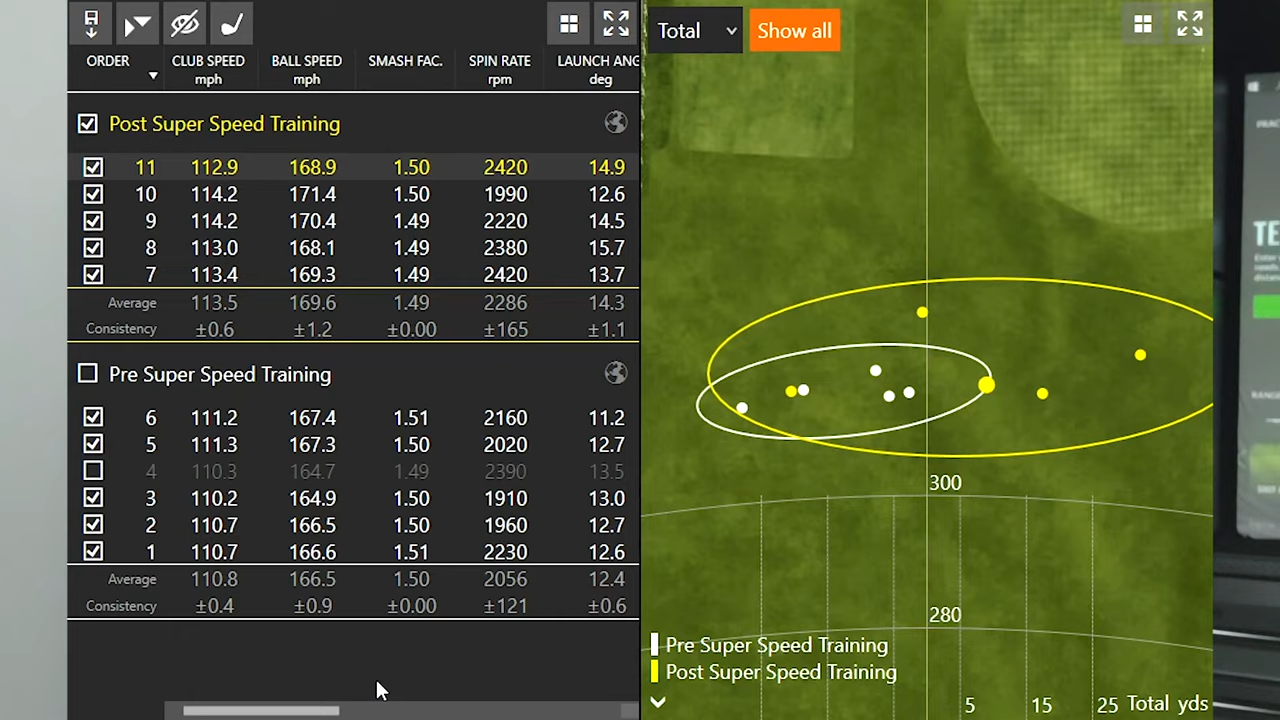 ORDER CLUB SPEED BALL SPEED SMASH FAC. SPIN RATE LAUNCH ANG
mph mph rpm deg
Post Super Speed Training
11 112.9 168.9 1.50 2420 14.9
10 114.2 171.4 1.50 1990 12.6
9 114.2 170.4 1.49 2220 14.5
8 113.0 168.1 1.49 2380 15.7
7 113.4 169.3 1.49 2420 13.7
Average 113.5 169.6 1.49 2286 14.3
Consistency ±0.6 ±1.2 ±0.00 ±165 ±1.1
Pre Super Speed Training
6 111.2 167.4 1.51 2160 11.2
5 111.3 167.3 1.50 2020 12.7
4 110.3 164.7 1.49 2390 13.5
3 110.2 164.9 1.50 1910 13.0
2 110.7 166.5 1.50 1960 12.7
1 110.7 166.6 1.51 2230 12.6
Average 110.8 166.5 1.50 2056 12.4
Consistency ±0.4 ±0.9 ±0.00 ±121 ±0.6
Total Show all
300
280
Pre Super Speed Training
Post Super Speed Training
5 15 25 Total yds
TE